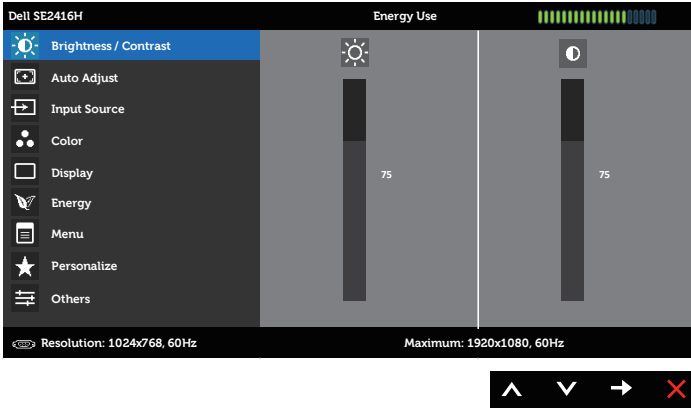 Dell SE2416H
Energy Use
Brightness / Contrast
Auto Adjust
Input Source
Color
Display
75
75
Energy
Menu
Personalize
Others
Resolution: 1024x768, 60Hz
Maximum: 1920x1080, 60Hz